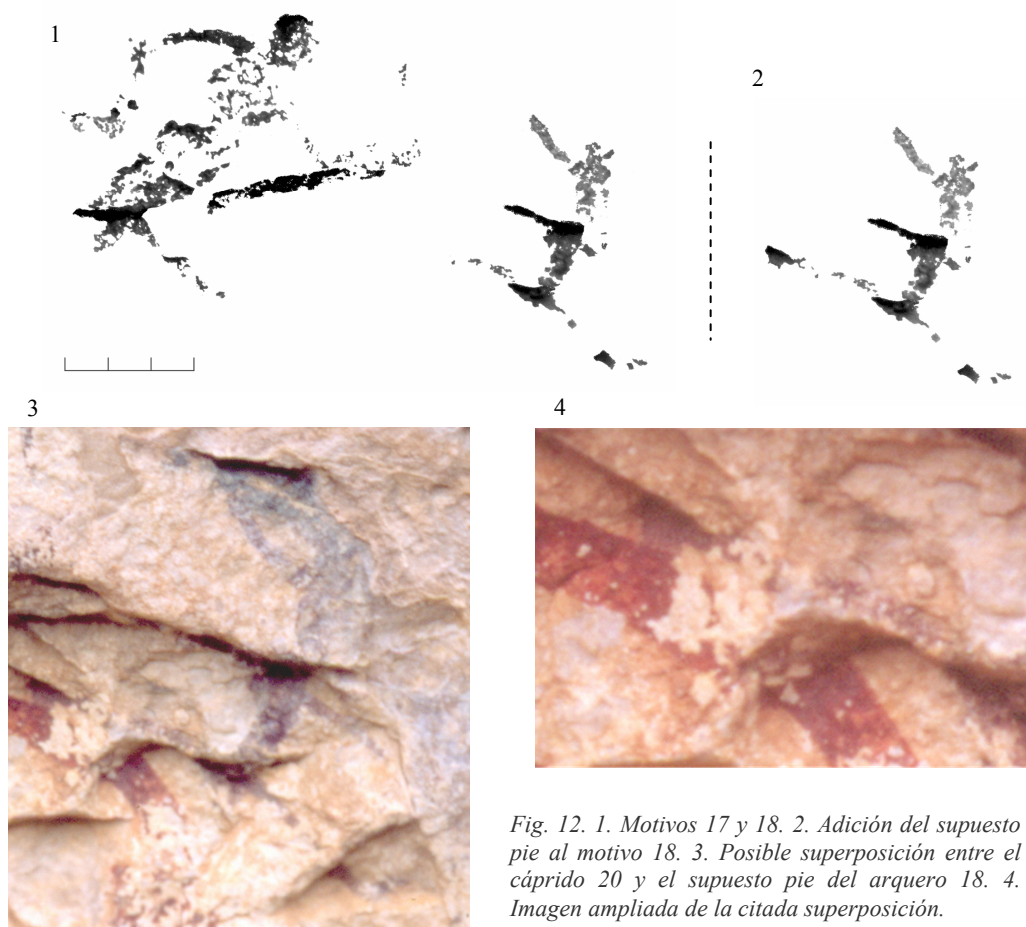 1
2
3
4
Fig. 12. 1. Motivos 17 y 18. 2. Adición del supuesto
pie al motivo 18. 3. Posible superposición entre el
cáprido 20 y el supuesto pie del arquero 18. 4.
Imagen ampliada de la citada superposición.